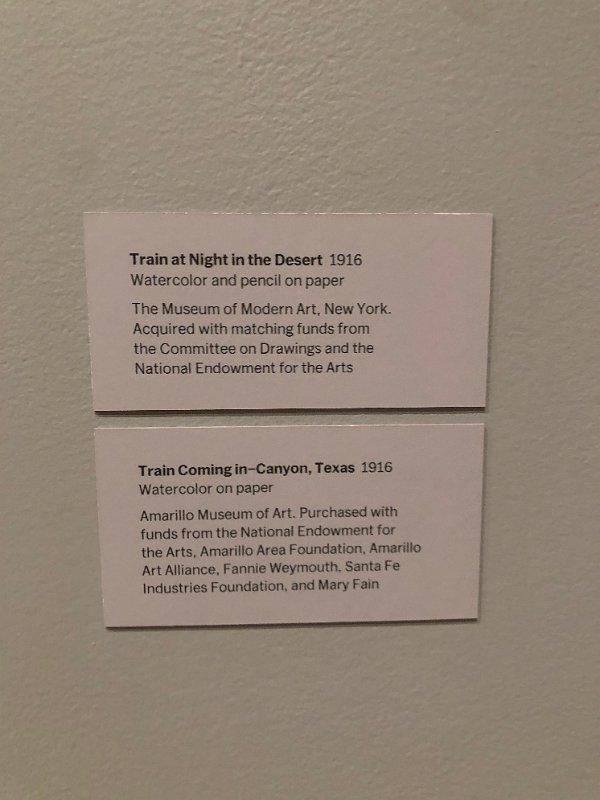 Train at Night in the Desert 1916
Watercolor and pencil on paper
The Museum of Modern Art, New York.
Acquired with matching funds from
the Committee on Drawings and the
National Endowment for the Arts
Train Coming in–Canyon, Texas 1916
Watercolor on paper
Amarillo Museum of Art. Purchased with
funds from the National Endowment for
the Arts, Amarillo Area Foundation, Amarillo
Art Alliance, Fannie Weymouth, Santa Fe
Industries Foundation, and Mary Fain